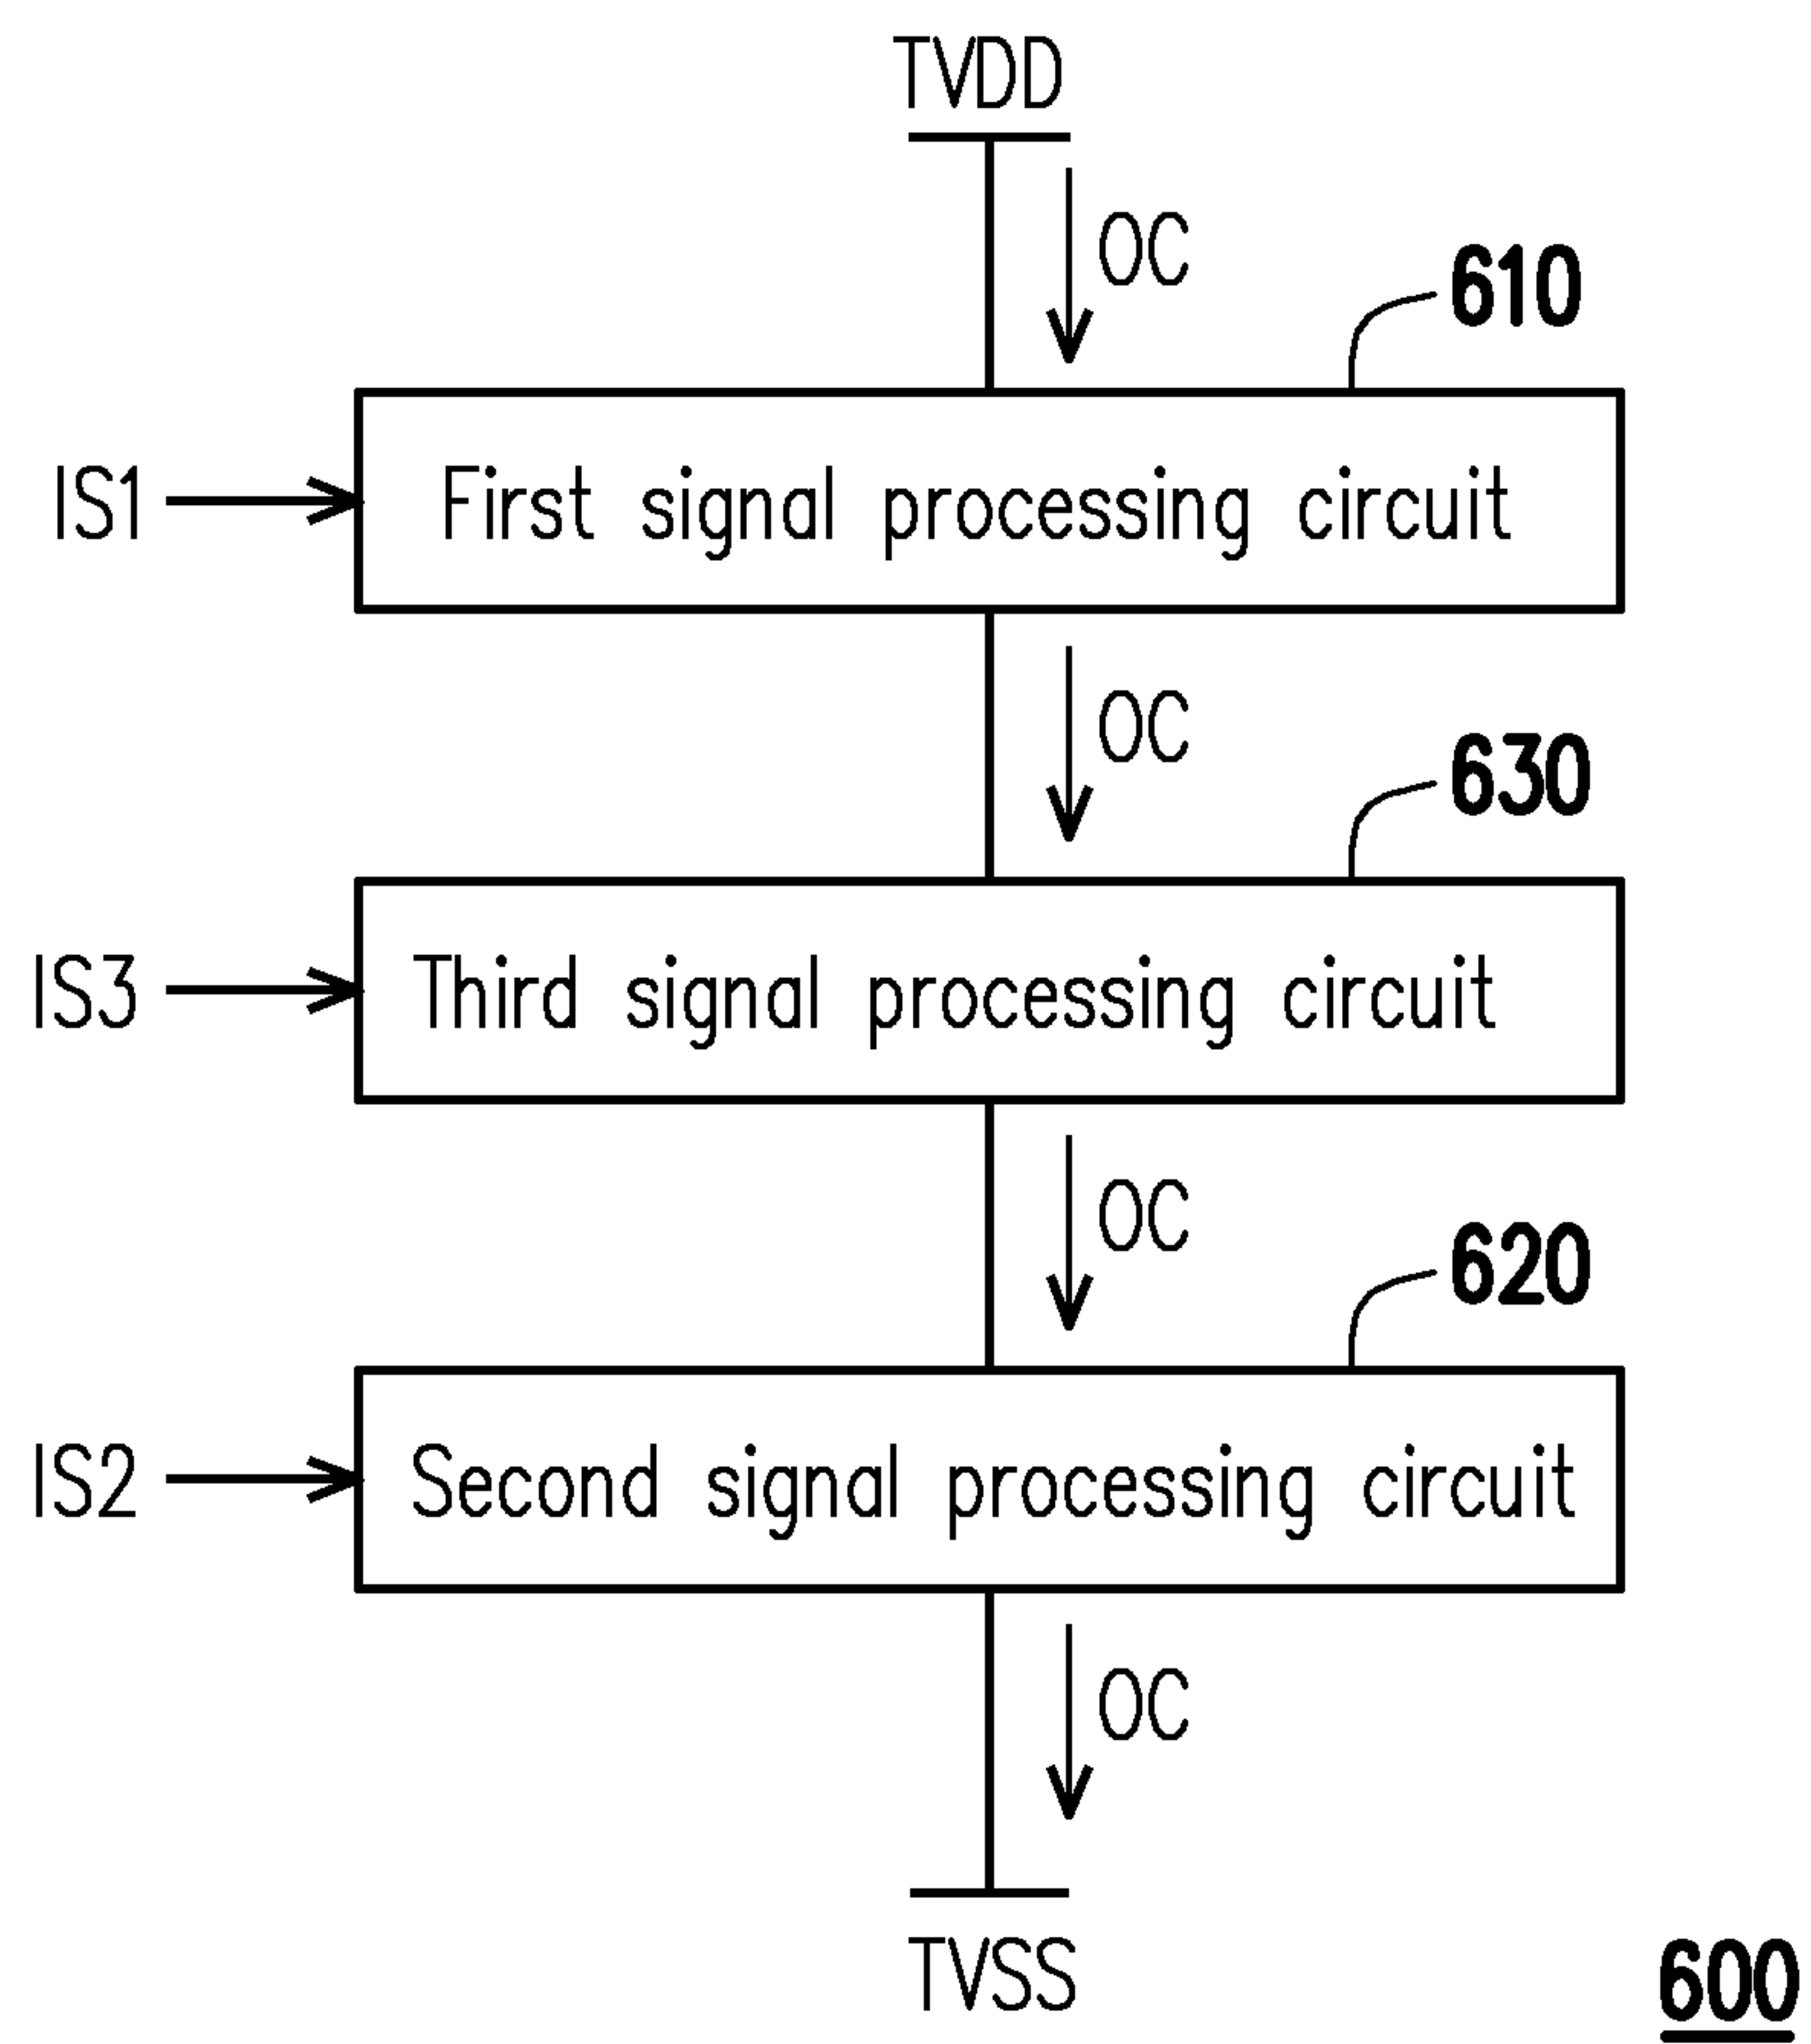 TVDD
OC
610
IS1
First signal processing circuit
OC
630
IS3
Third signal processing circuit
OC
620
IS2
Second signal processing circuit
OC
TVSS
600